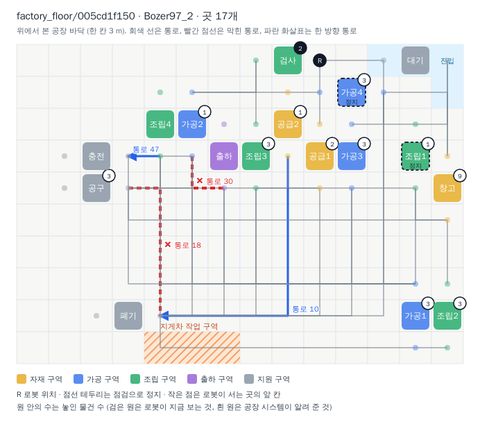 factory_floor/005cd1f150 · Bozer97_2 · 곳 17개
위에서 본 공장 바닥 (한 칸 3 m). 회색 선은 통로, 빨간 점선은 막힌 통로, 파란 화살표는 한 방향 통로
검사
2
R
대기
진입
가공4
3
정지
조립4
가공2
1
공급2
1
통로 47
충전
출하
조립3
3
공급1
2
가공3
3
조립1
1
정지
공구
3
✕ 통로 30
창고
9
✕ 통로 18
통로 10
폐기
가공1
3
조립2
3
지게차 작업 구역
자재 구역
가공 구역
조립 구역
출하 구역
지원 구역
R 로봇 위치 · 점선 테두리는 점검으로 정지 · 작은 점은 로봇이 서는 곳의 앞 칸
원 안의 수는 놓인 물건 수 (검은 원은 로봇이 지금 보는 것, 흰 원은 공장 시스템이 알려 준 것)